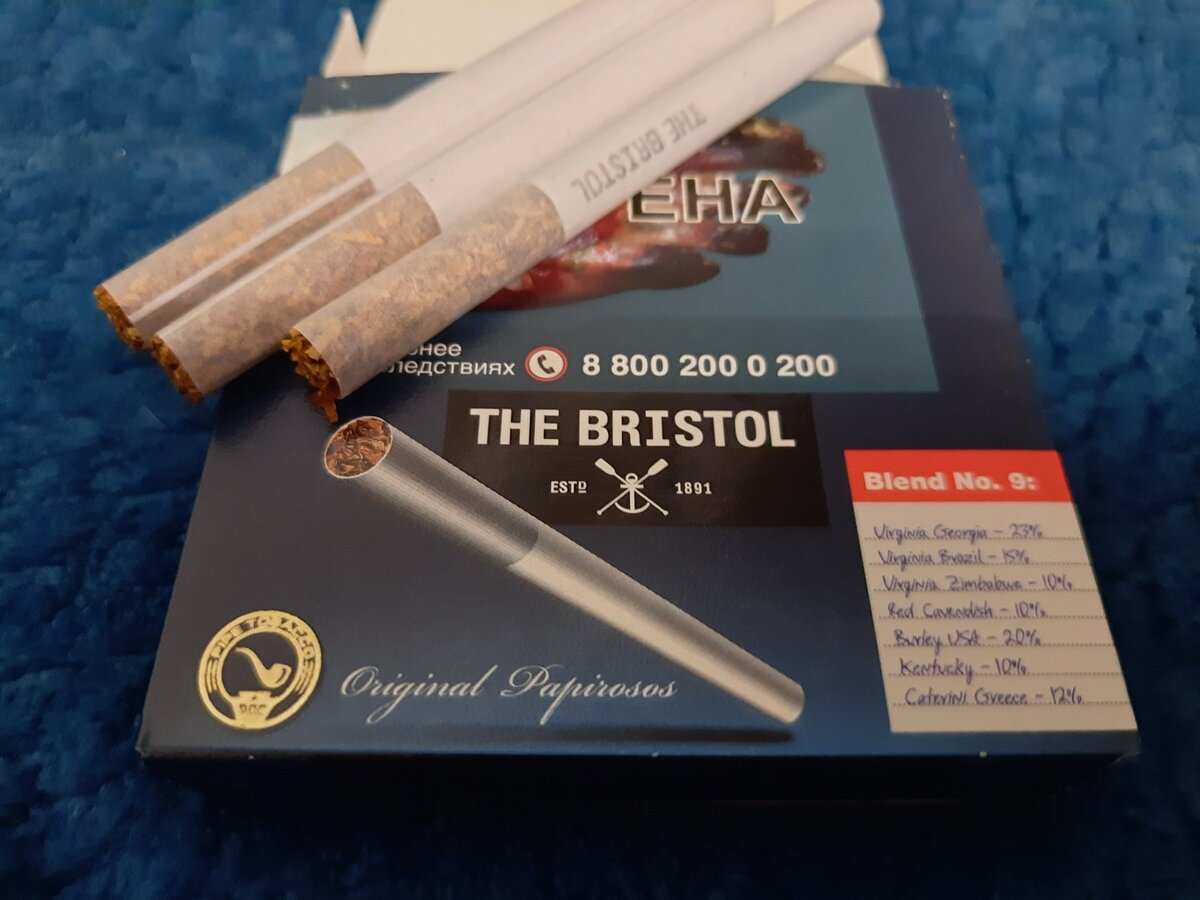 THE BRISTOL
ЕНА
нее
ледствиях 8 800 200 0 200
THE BRISTOL
ESTD 1891
Blend No. 9:
Virginia Georgia - 23%
Virginia Brazil - 15%
Virginia Zimbabwe - 10%
Red Cavendish - 10%
Burley USA - 20%
Kentucky - 10%
Caterini Greece - 12%
PIPE TOBACCO
Original Papirosos